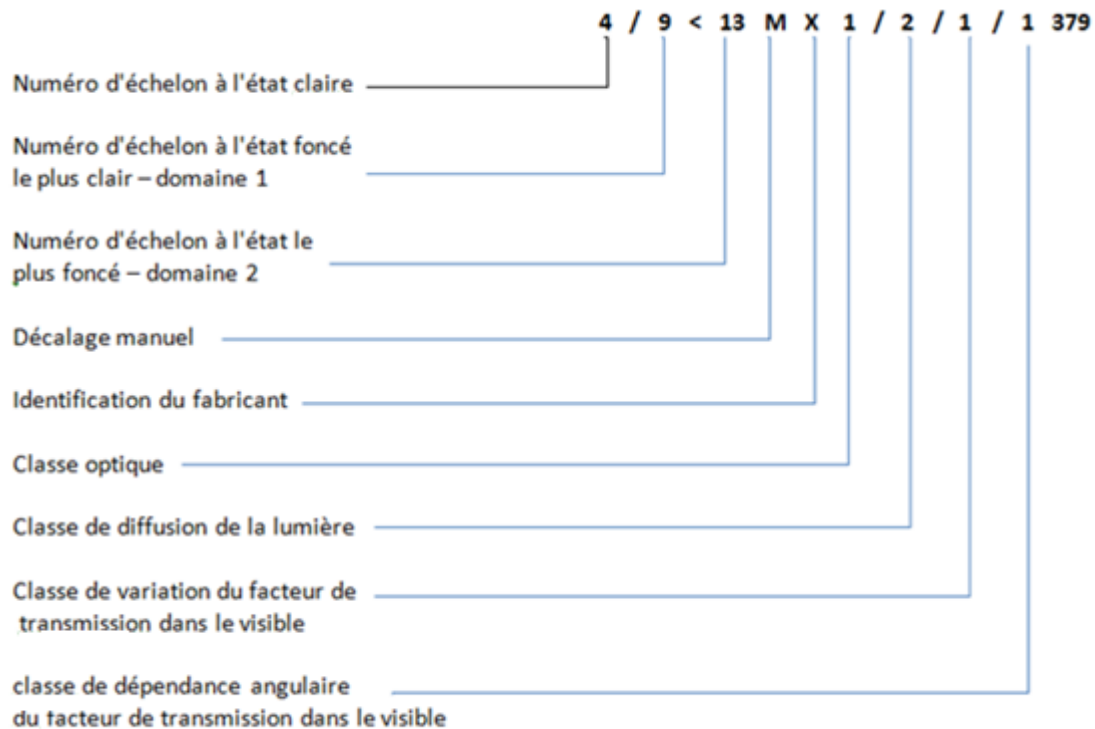 4 / 9 < 13 M X 1 / 2 / 1 / 1 379
Numéro d'échelon à l'état claire
Numéro d'échelon à l'état foncé
le plus clair – domaine 1
Numéro d'échelon à l'état le
plus foncé – domaine 2
Décalage manuel
Identification du fabricant
Classe optique
Classe de diffusion de la lumière
Classe de variation du facteur de
transmission dans le visible
classe de dépendance angulaire
du facteur de transmission dans le visible